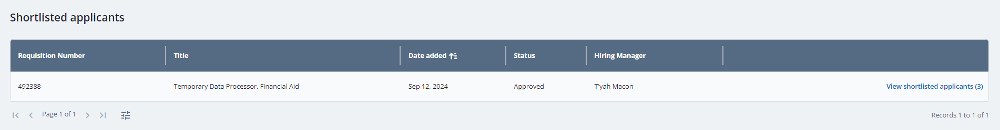 Shortlisted applicants
Requisition Number Title Date added Status Hiring Manager
492388 Temporary Data Processor, Financial Aid Sep 12, 2024 Approved T'yah Macon View shortlisted applicants (3)
Page 1 of 1 Records 1 to 1 of 1